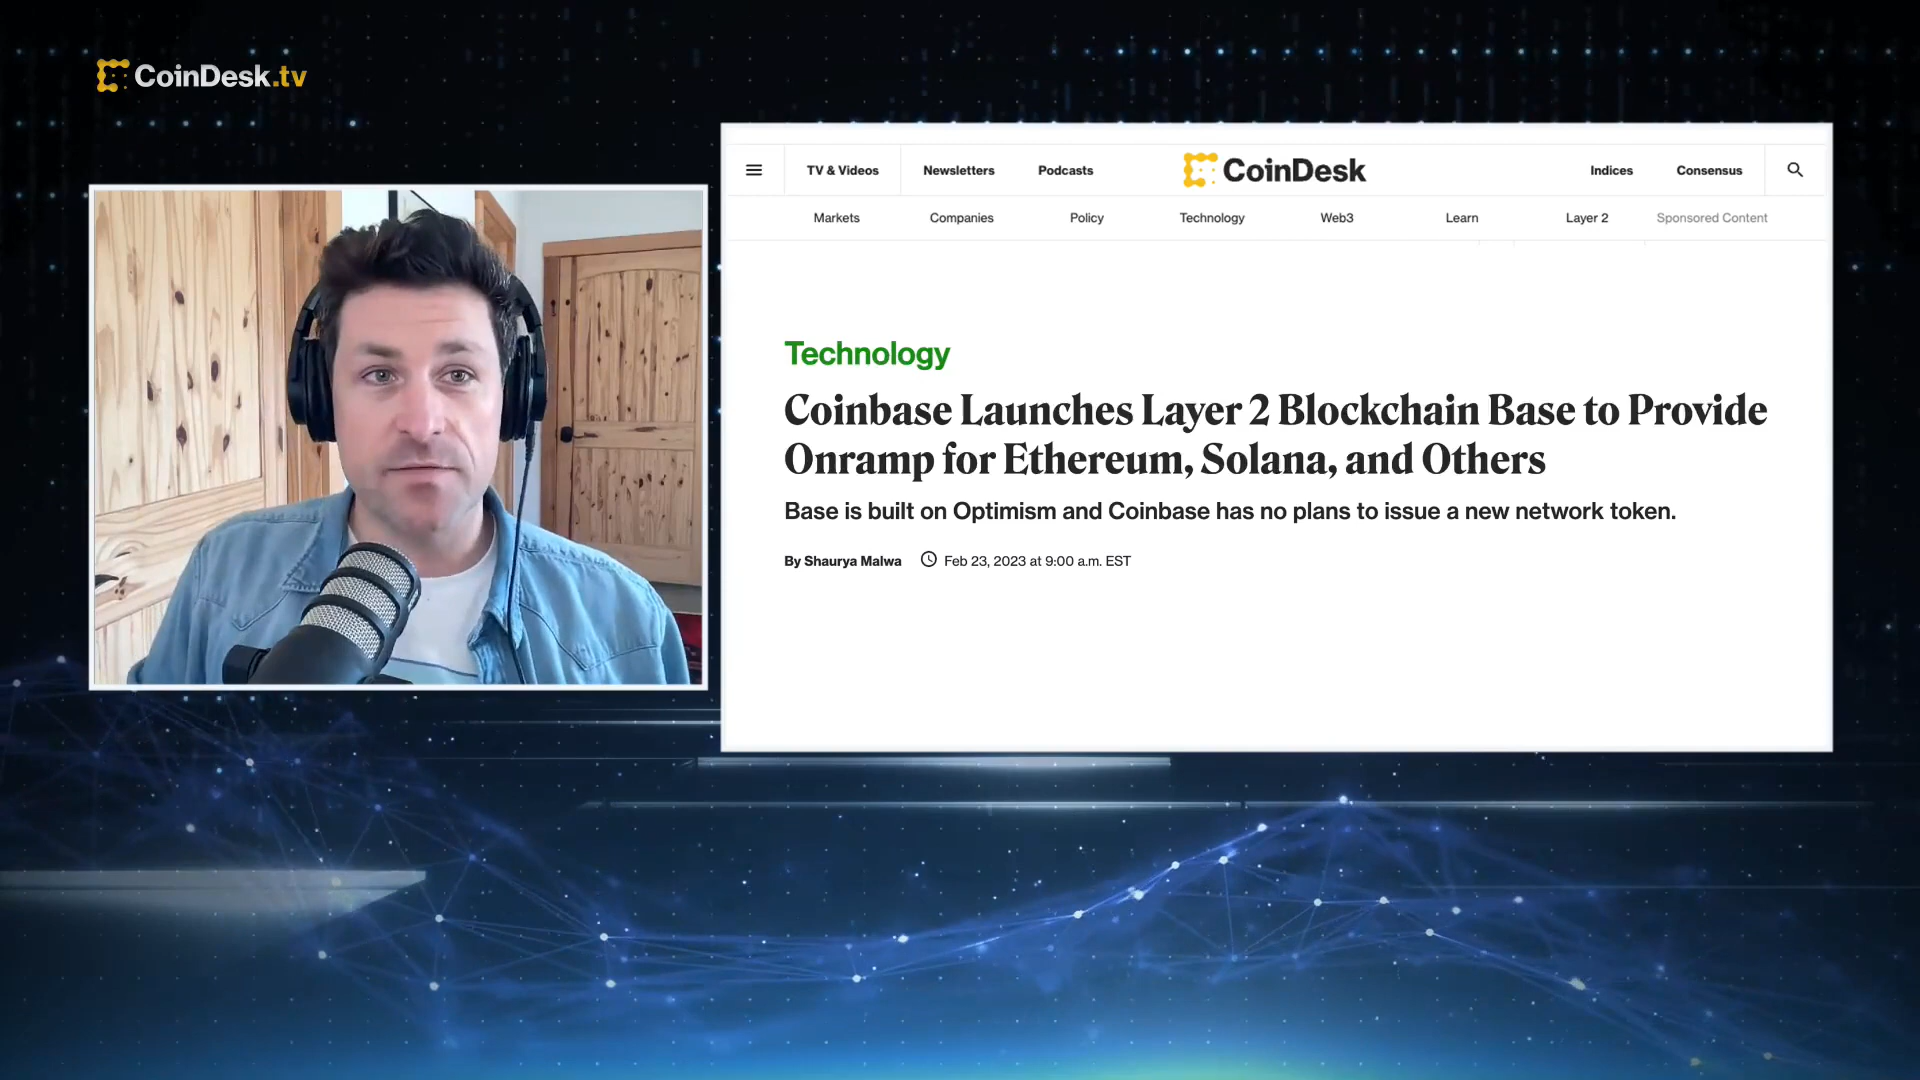 CoinDesk.tv
TV & Videos
Newsletters
Podcasts
CoinDesk
Indices
Consensus
Markets
Companies
Policy
Technology
Web3
Learn
Layer 2
Sponsored Content
Technology
Coinbase Launches Layer 2 Blockchain Base to Provide
Onramp for Ethereum, Solana, and Others
Base is built on Optimism and Coinbase has no plans to issue a new network token.
By Shaurya Malwa
Feb 23, 2023 at 9:00 a.m. EST